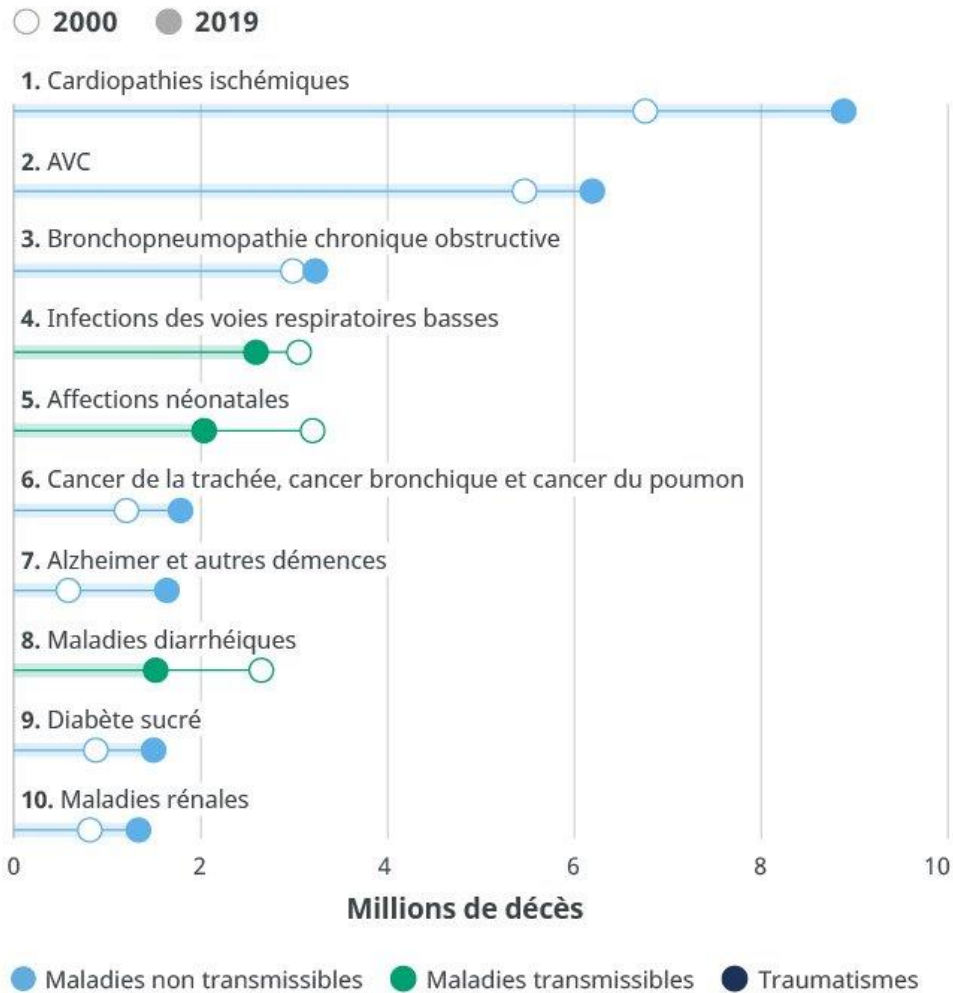 2000 2019
1. Cardiopathies ischémiques
2. AVC
3. Bronchopneumopathie chronique obstructive
4. Infections des voies respiratoires basses
5. Affections néonatales
6. Cancer de la trachée, cancer bronchique et cancer du poumon
7. Alzheimer et autres démences
8. Maladies diarrhéiques
9. Diabète sucré
10. Maladies rénales
0 2 4 6 8 10
Millions de décès
Maladies non transmissibles Maladies transmissibles Traumatismes